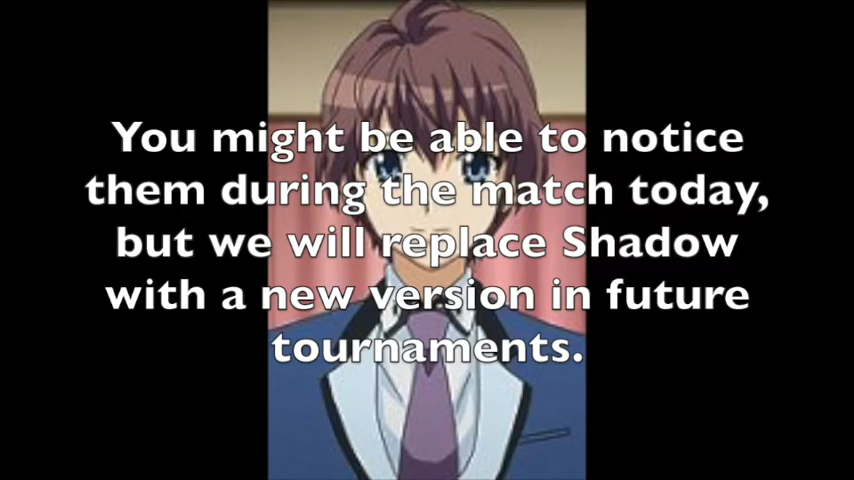 You might be able to notice
them during the match today,
but we will replace Shadow
with a new version in future
tournaments.